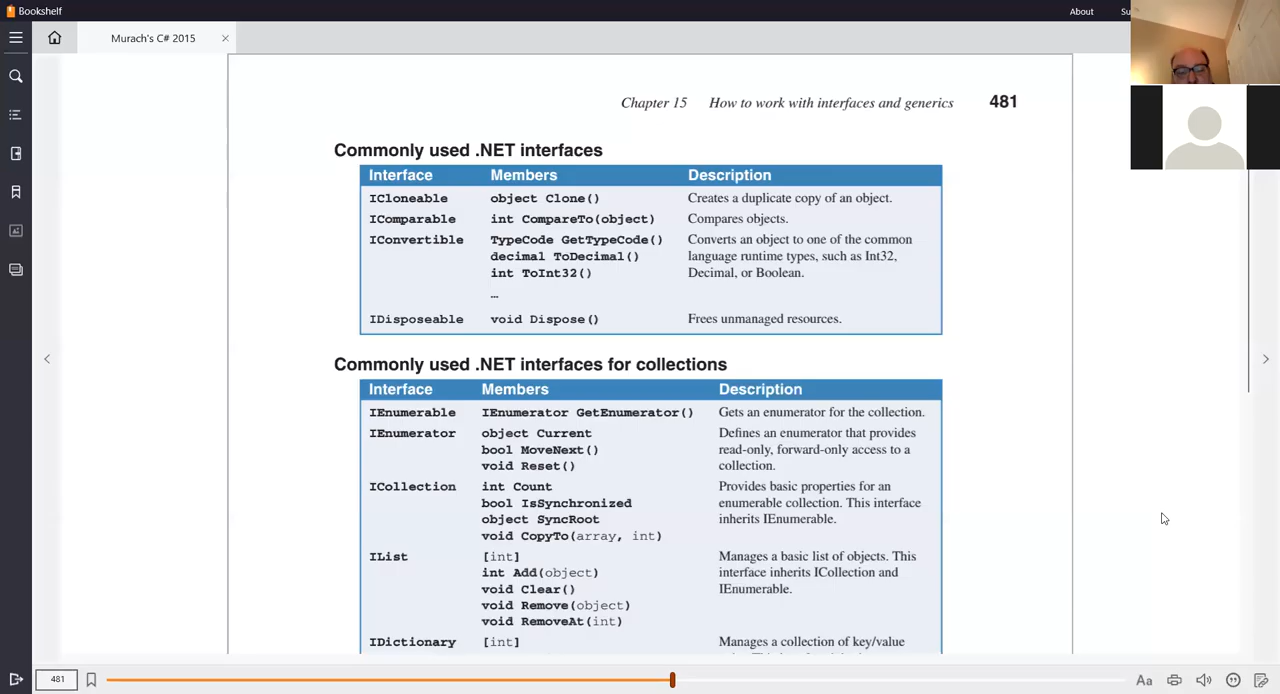 Bookshelf
About
Murach's C# 2015
Chapter 15 How to work with interfaces and generics 481
Commonly used .NET interfaces
Interface Members Description
ICloneable object Clone() Creates a duplicate copy of an object.
IComparable int CompareTo(object) Compares objects.
IConvertible TypeCode GetTypeCode() Converts an object to one of the common
decimal ToDecimal() language runtime types, such as Int32,
int ToInt32() Decimal, or Boolean.
…
IDisposeable void Dispose() Frees unmanaged resources.
Commonly used .NET interfaces for collections
Interface Members Description
IEnumerable IEnumerator GetEnumerator() Gets an enumerator for the collection.
IEnumerator object Current Defines an enumerator that provides
bool MoveNext() read-only, forward-only access to a
void Reset() collection.
ICollection int Count Provides basic properties for an
bool IsSynchronized enumerable collection. This interface
object SyncRoot inherits IEnumerable.
void CopyTo(array, int)
IList [int] Manages a basic list of objects. This
int Add(object) interface inherits ICollection and
void Clear() IEnumerable.
void Remove(object)
void RemoveAt(int)
IDictionary [int] Manages a collection of key/value
481
Aa